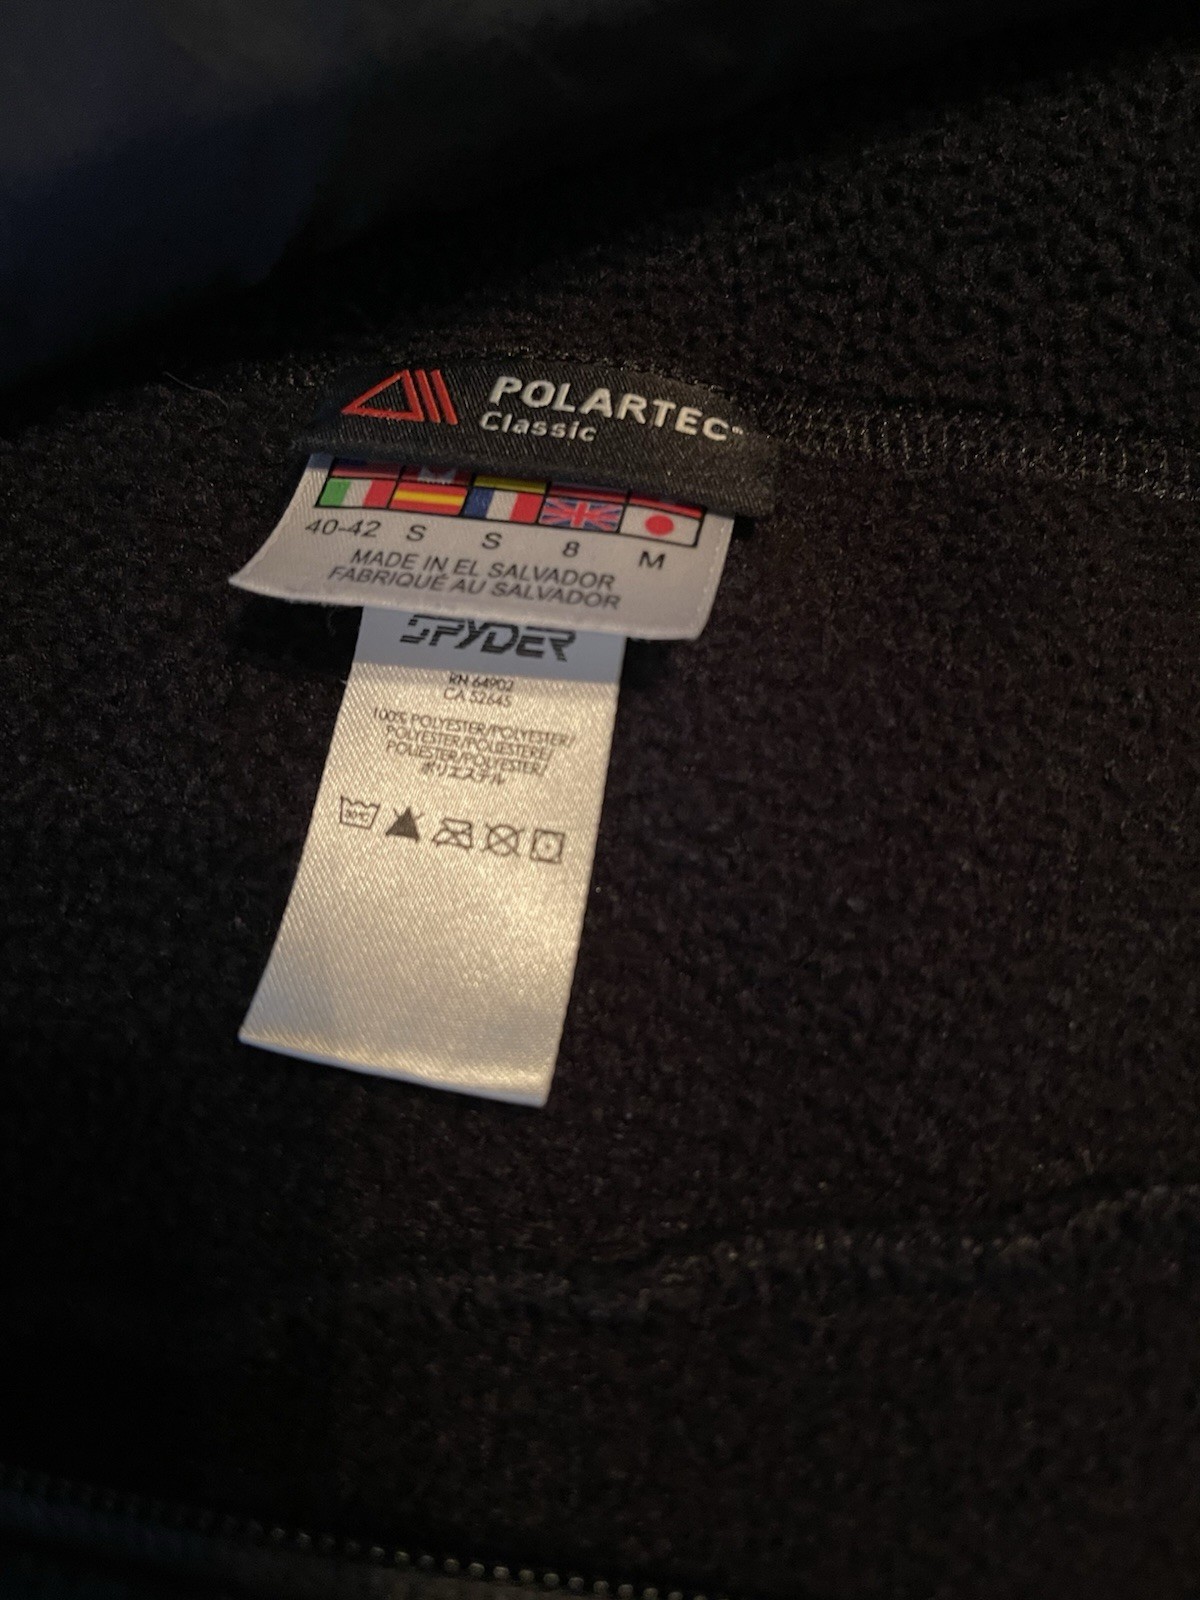 POLARTEC
Classic
40-42 S S 8 M
MADE IN EL SALVADOR
FABRIQUÉ AU SALVADOR
SPYDER
RN 64902
CA 52645
100% POLYESTER/POLYESTER/
POLYESTER/POLIESTERE/
POLIESTER/POLYESTER/
ポリエステル
30°C